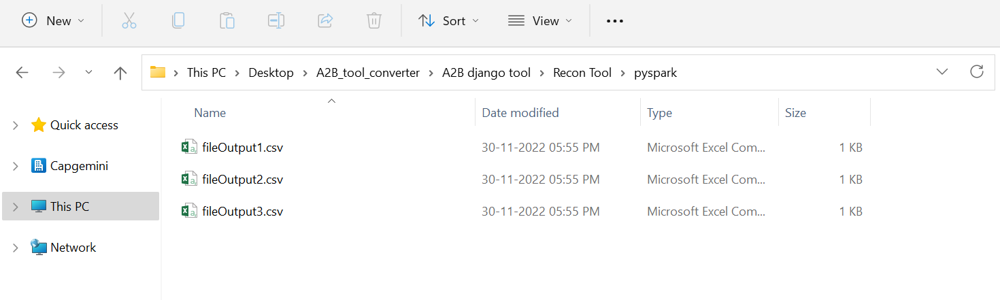 New Sort View
This PC Desktop A2B_tool_converter A2B django tool Recon Tool pyspark
Quick access
Capgemini
This PC
Network
Name Date modified Type Size
fileOutput1.csv 30-11-2022 05:55 PM Microsoft Excel Com... 1 KB
fileOutput2.csv 30-11-2022 05:55 PM Microsoft Excel Com... 1 KB
fileOutput3.csv 30-11-2022 05:55 PM Microsoft Excel Com... 1 KB